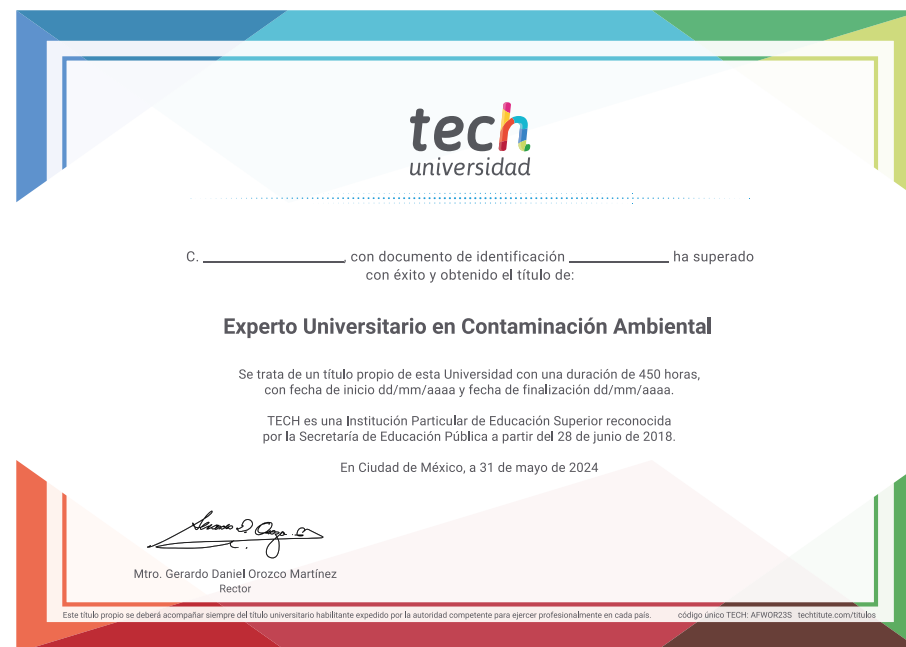 tech
universidad
C. ____________, con documento de identificación ____________ ha superado
con éxito y obtenido el título de:
Experto Universitario en Contaminación Ambiental
Se trata de un título propio de esta Universidad con una duración de 450 horas,
con fecha de inicio dd/mm/aaaa y fecha de finalización dd/mm/aaaa.
TECH es una Institución Particular de Educación Superior reconocida
por la Secretaría de Educación Pública a partir del 28 de junio de 2018.
En Ciudad de México, a 31 de mayo de 2024
Mtro. Gerardo Daniel Orozco Martínez
Rector
Este título propio se deberá acompañar siempre del título universitario habilitante expedido por la autoridad competente para ejercer profesionalmente en cada país. código único TECH: AFWOR23S techtitute.com/titulos